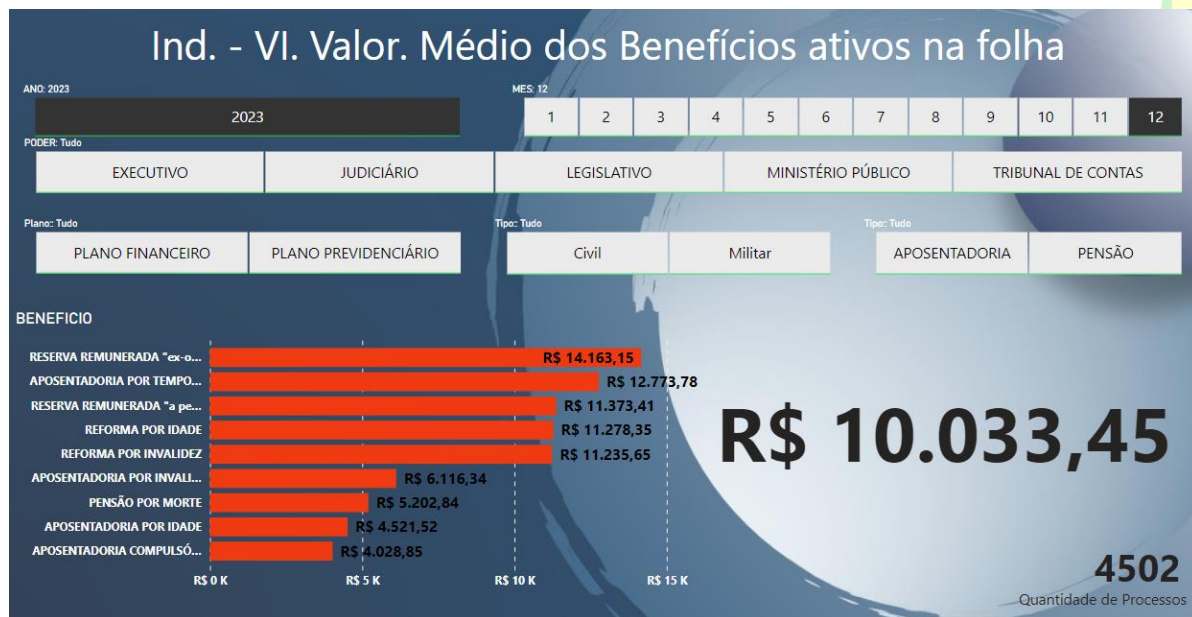 Ind. - VI. Valor. Médio dos Benefícios ativos na folha
ANO: 2023
MES: 12
2023
1 2 3 4 5 6 7 8 9 10 11 12
PODER: Tudo
EXECUTIVO JUDICIÁRIO LEGISLATIVO MINISTÉRIO PÚBLICO TRIBUNAL DE CONTAS
Plano:: Tudo
Tipo:: Tudo
Tipo:: Tudo
PLANO FINANCEIRO PLANO PREVIDENCIÁRIO Civil Militar APOSENTADORIA PENSÃO
BENEFICIO
RESERVA REMUNERADA "ex-o... R$ 14.163,15
APOSENTADORIA POR TEMPO... R$ 12.773,78
RESERVA REMUNERADA "a pe... R$ 11.373,41
REFORMA POR IDADE R$ 11.278,35
REFORMA POR INVALIDEZ R$ 11.235,65
APOSENTADORIA POR INVALI... R$ 6.116,34
PENSÃO POR MORTE R$ 5.202,84
APOSENTADORIA POR IDADE R$ 4.521,52
APOSENTADORIA COMPULSÓ... R$ 4.028,85
R$ 0 K R$ 5 K R$ 10 K R$ 15 K
R$ 10.033,45
4502
Quantidade de Processos